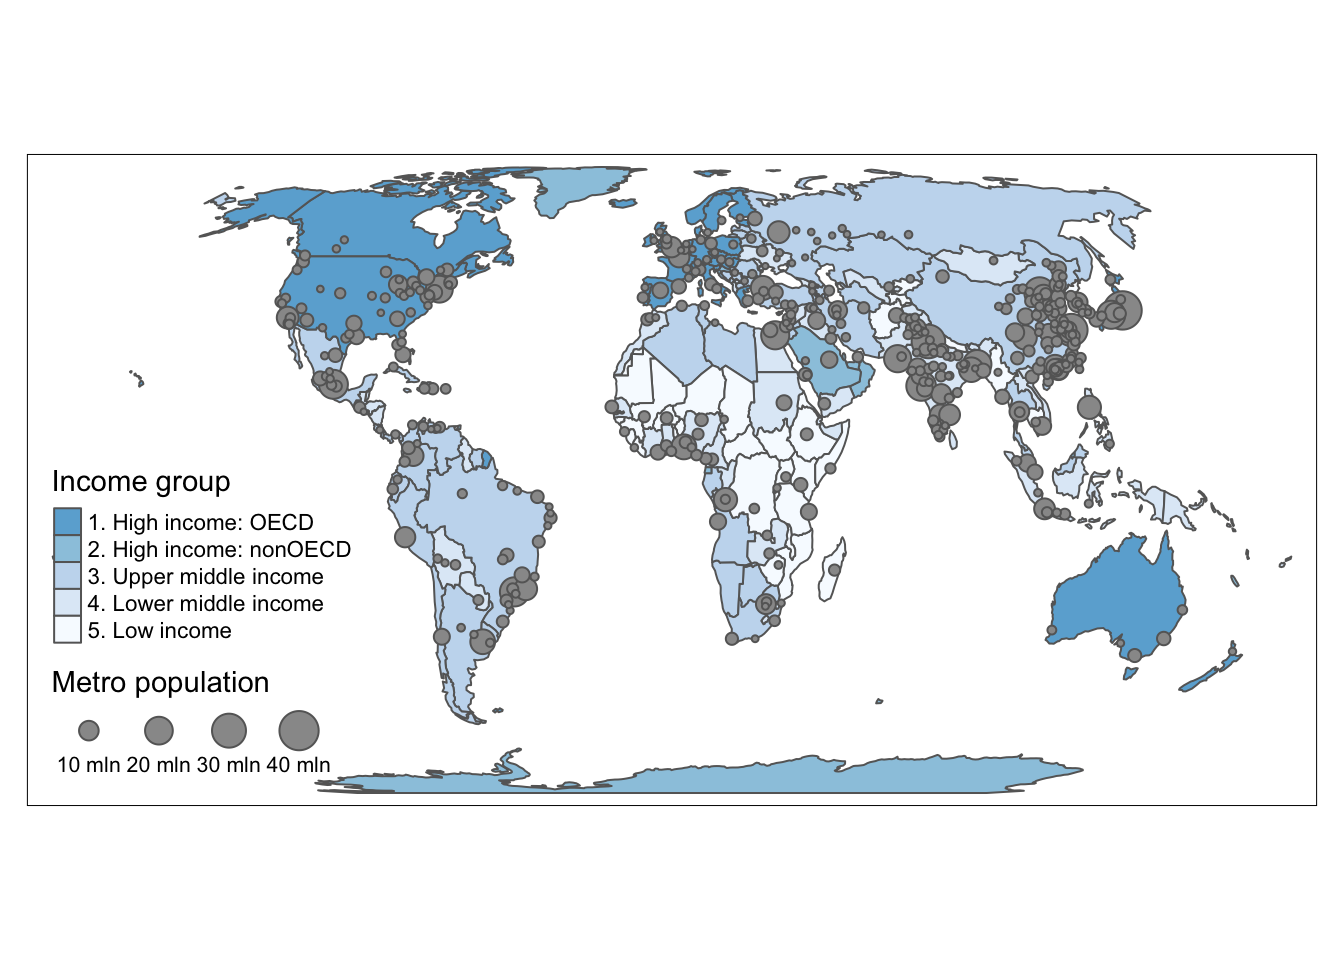 Income group
1. High income: OECD
2. High income: nonOECD
3. Upper middle income
4. Lower middle income
5. Low income
Metro population
10 mln 20 mln 30 mln 40 mln